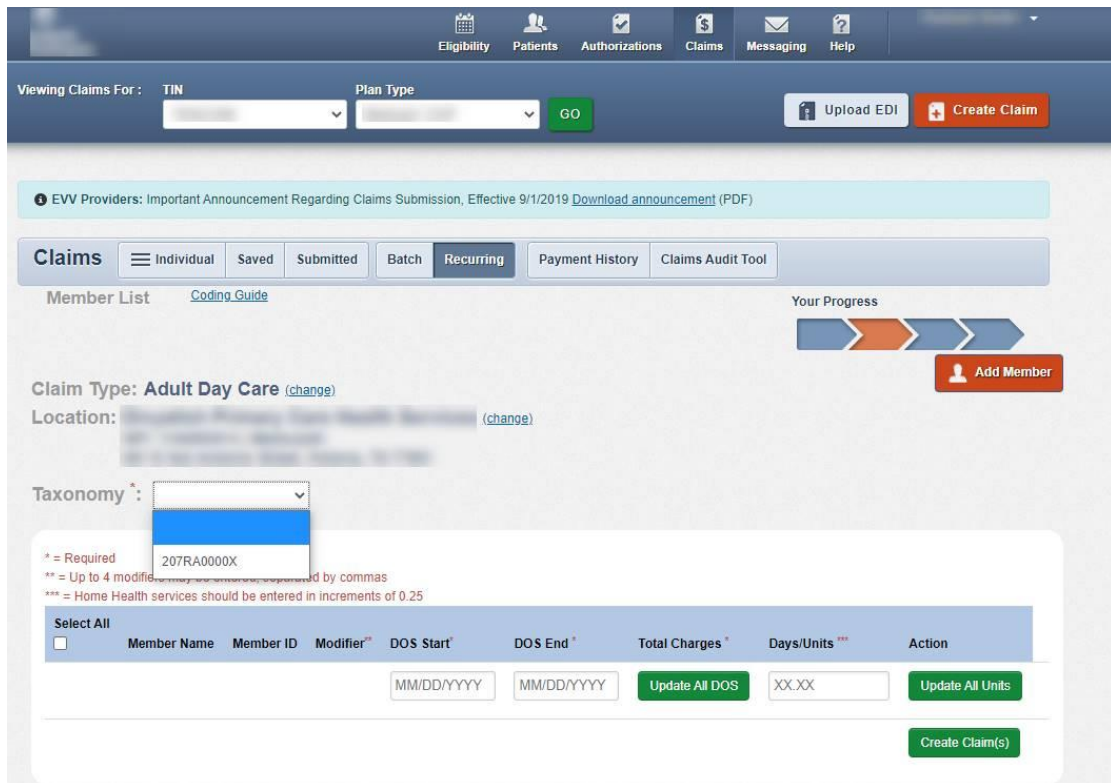 Eligibility Patients Authorizations Claims Messaging Help
Viewing Claims For : TIN Plan Type
GO Upload EDI Create Claim
EVV Providers: Important Announcement Regarding Claims Submission, Effective 9/1/2019 Download announcement (PDF)
Claims Individual Saved Submitted Batch Recurring Payment History Claims Audit Tool
Member List Coding Guide Your Progress
Add Member
Claim Type: Adult Day Care (change)
Location: (change)
Taxonomy *:
* = Required
207RA0000X
** = Up to 4 by commas
*** = Home Health services should be entered in increments of 0.25
Select All
Member Name Member ID Modifier** DOS Start* DOS End * Total Charges * Days/Units *** Action
MM/DD/YYYY MM/DD/YYYY Update All DOS XX.XX Update All Units
Create Claim(s)